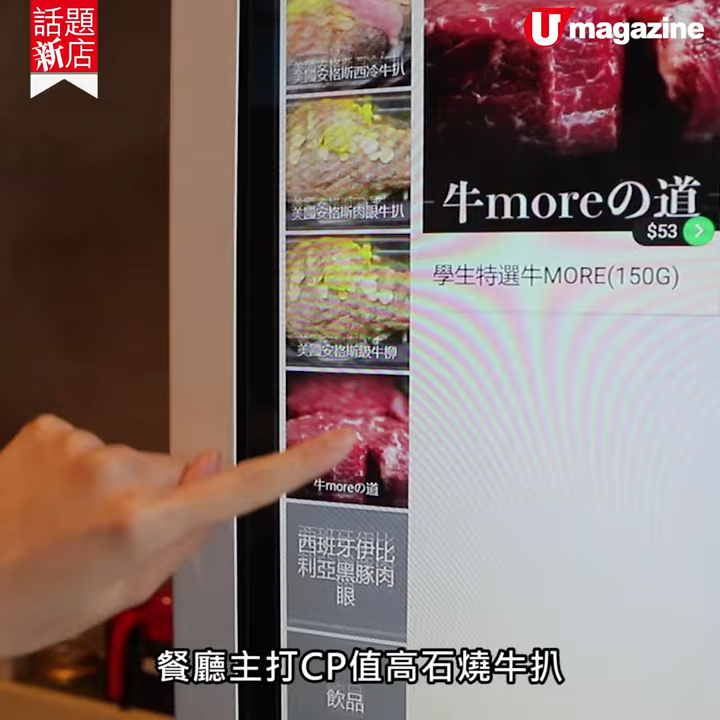 話題
新店
U magazine
美國安格斯西冷牛扒
美國安格斯肉眼牛扒
美國安格斯級牛柳
牛moreの道
西班牙伊比
利亞黑豚肉
眼
飲品
牛moreの道
$53
學生特選牛MORE(150G)
餐廳主打CP值高石燒牛扒